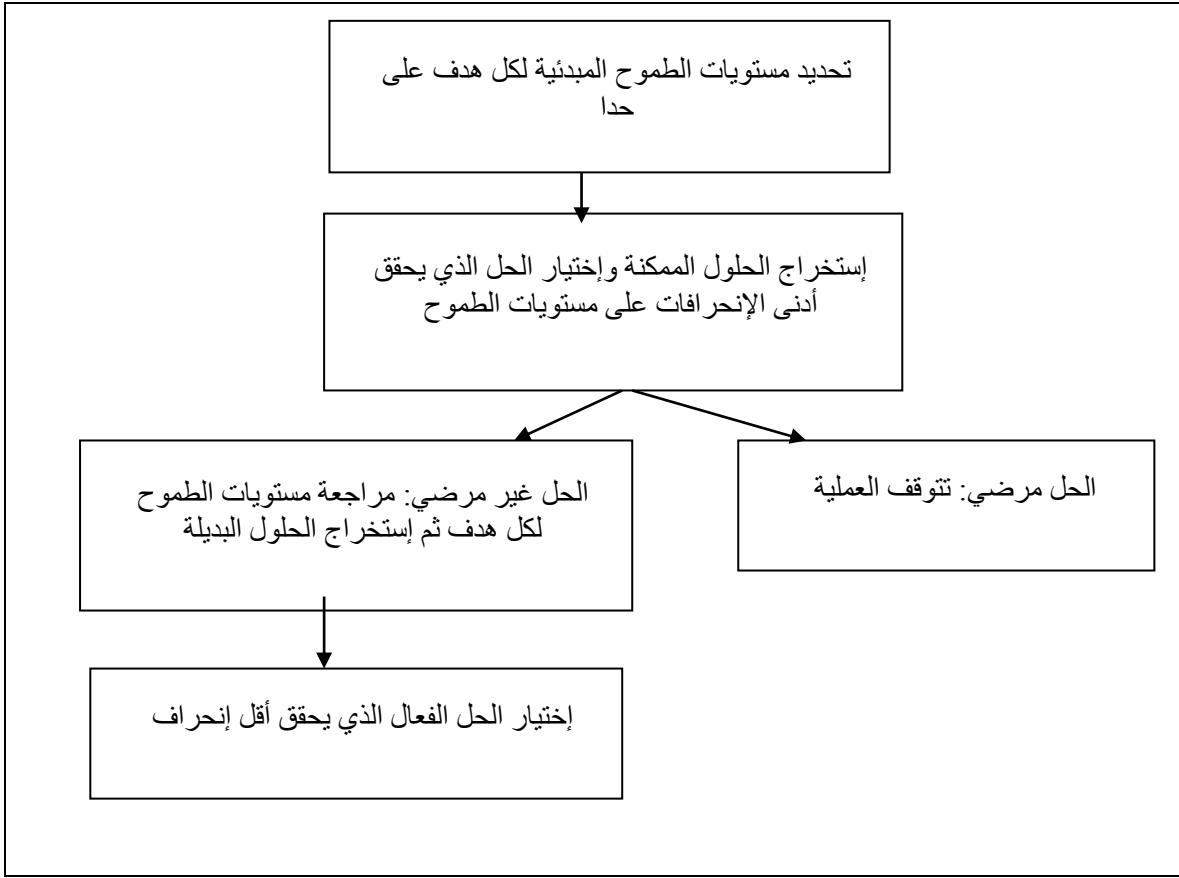 تحديد مستويات الطموح المبدئية لكل هدف على
حدا
إستخراج الحلول الممكنة وإختيار الحل الذي يحقق
أدنى الإنحرافات على مستويات الطموح
الحل مرضي: تتوقف العملية
الحل غير مرضي: مراجعة مستويات الطموح
لكل هدف ثم إستخراج الحلول البديلة
إختيار الحل الفعال الذي يحقق أقل إنحراف